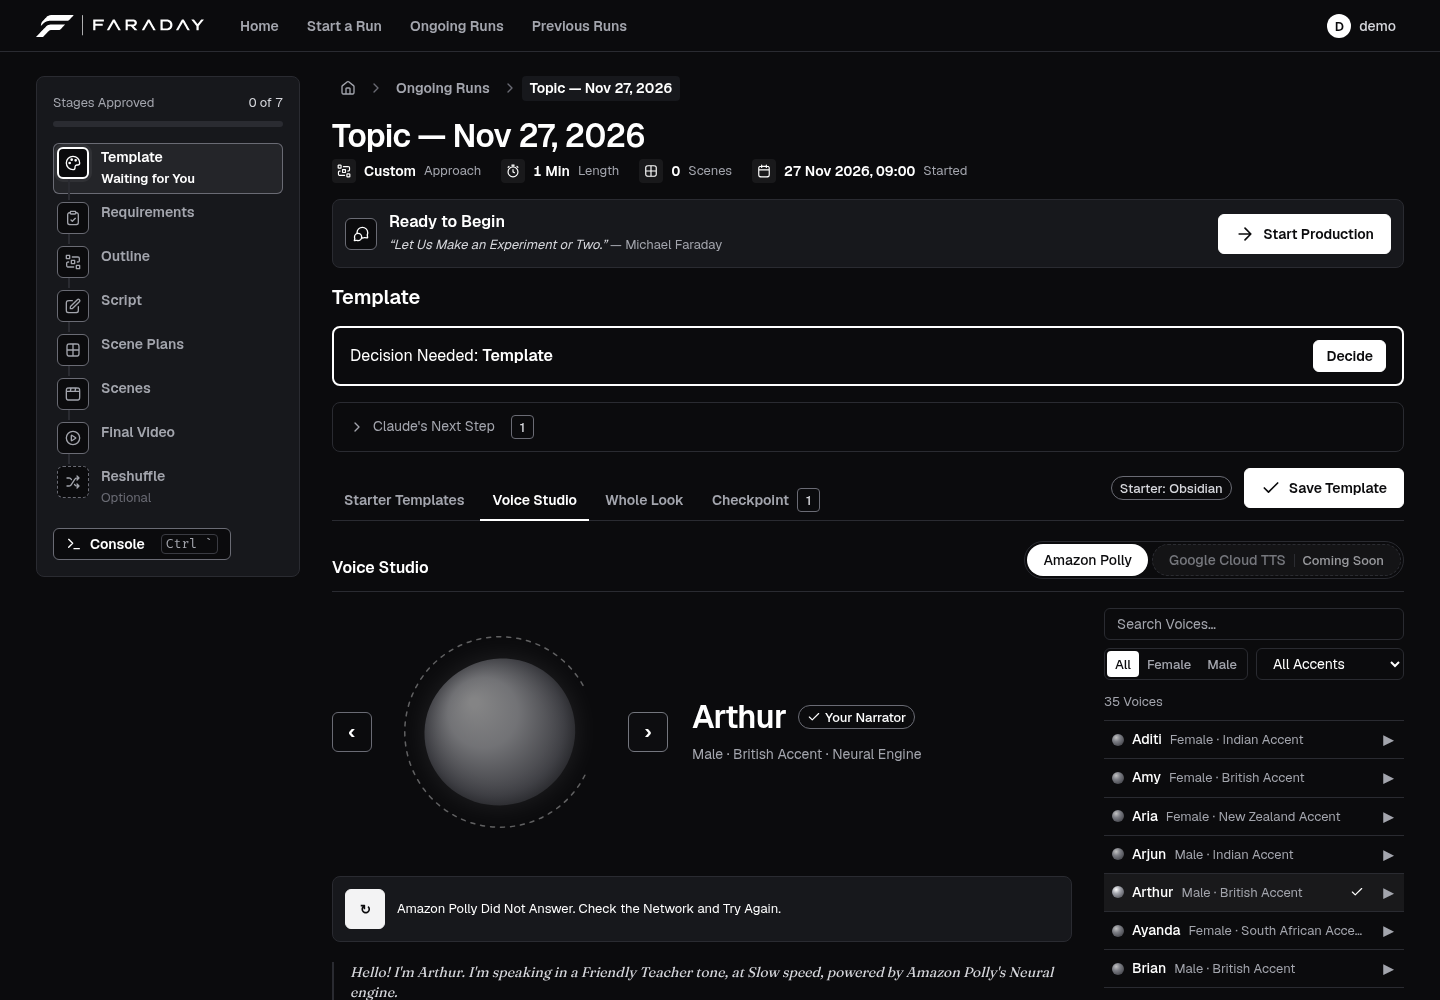 FARADAY
Home
Start a Run
Ongoing Runs
Previous Runs
D
demo
Stages Approved
0 of 7
Template
Waiting for You
Requirements
Outline
Script
Scene Plans
Scenes
Final Video
Reshuffle
Optional
Console
Ctrl `
Ongoing Runs
Topic — Nov 27, 2026
Topic — Nov 27, 2026
Custom Approach
1 Min Length
0 Scenes
27 Nov 2026, 09:00 Started
Ready to Begin
“Let Us Make an Experiment or Two.” — Michael Faraday
Start Production
Template
Decision Needed: Template
Decide
Claude's Next Step 1
Starter Templates
Voice Studio
Whole Look
Checkpoint 1
Starter: Obsidian
Save Template
Voice Studio
Amazon Polly
Google Cloud TTS
Coming Soon
Arthur
Your Narrator
Male · British Accent · Neural Engine
Amazon Polly Did Not Answer. Check the Network and Try Again.
Hello! I'm Arthur. I'm speaking in a Friendly Teacher tone, at Slow speed, powered by Amazon Polly's Neural
engine.
Search Voices…
All
Female
Male
All Accents
35 Voices
Aditi Female · Indian Accent
Amy Female · British Accent
Aria Female · New Zealand Accent
Arjun Male · Indian Accent
Arthur Male · British Accent
Ayanda Female · South African Acce…
Brian Male · British Accent